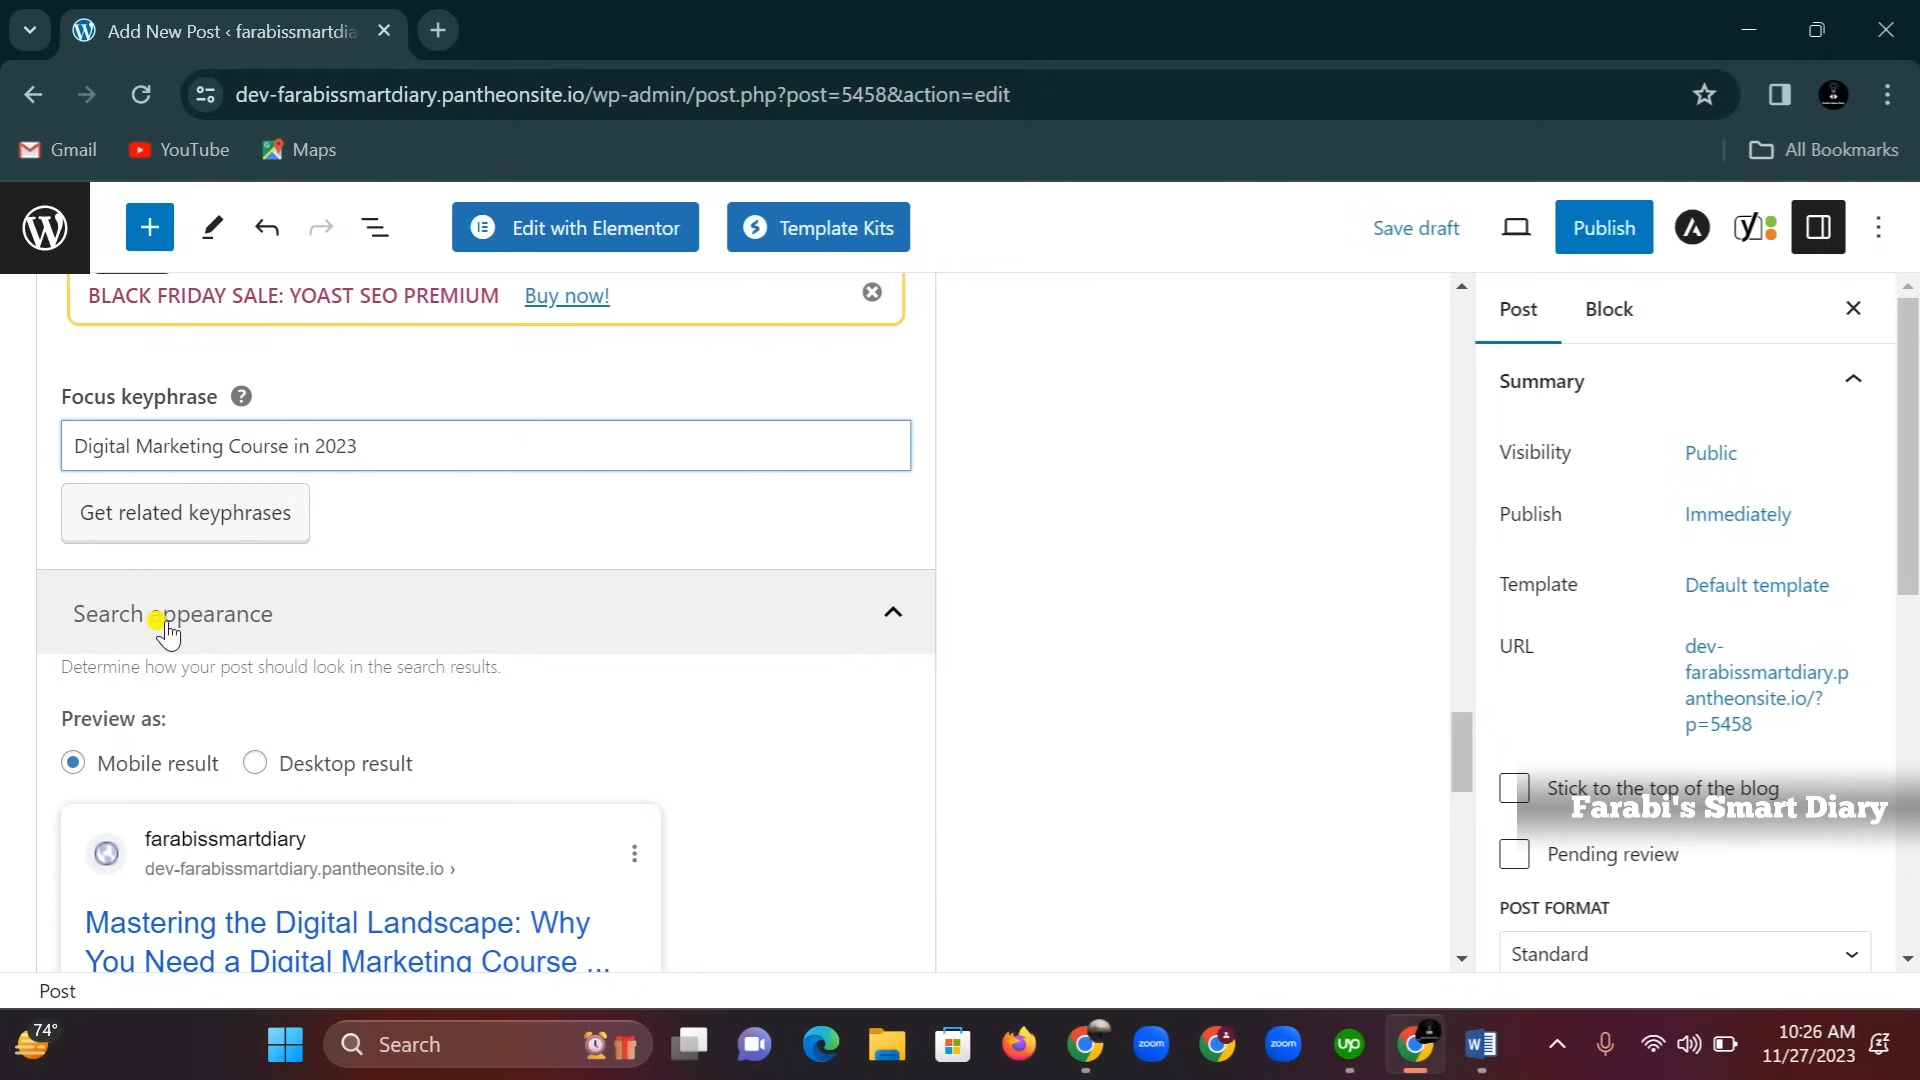 Add New Post ‹ farabissmartdia
dev-farabissmartdiary.pantheonsite.io/wp-admin/post.php?post=5458&action=edit
Gmail
YouTube
Maps
All Bookmarks
Edit with Elementor
Template Kits
Save draft
Publish
BLACK FRIDAY SALE: YOAST SEO PREMIUM Buy now!
Focus keyphrase
Digital Marketing Course in 2023
Get related keyphrases
Search appearance
Determine how your post should look in the search results.
Preview as:
Mobile result
Desktop result
farabissmartdiary
dev-farabissmartdiary.pantheonsite.io ›
Mastering the Digital Landscape: Why
You Need a Digital Marketing Course ...
Post
Block
Summary
Visibility
Public
Publish
Immediately
Template
Default template
URL
dev-
farabissmartdiary.p
antheonsite.io/?
p=5458
Stick to the top of the blog
Farabi's Smart Diary
Pending review
POST FORMAT
Standard
Post
74°
Search
zoom
zoom
up
W
10:26 AM
11/27/2023